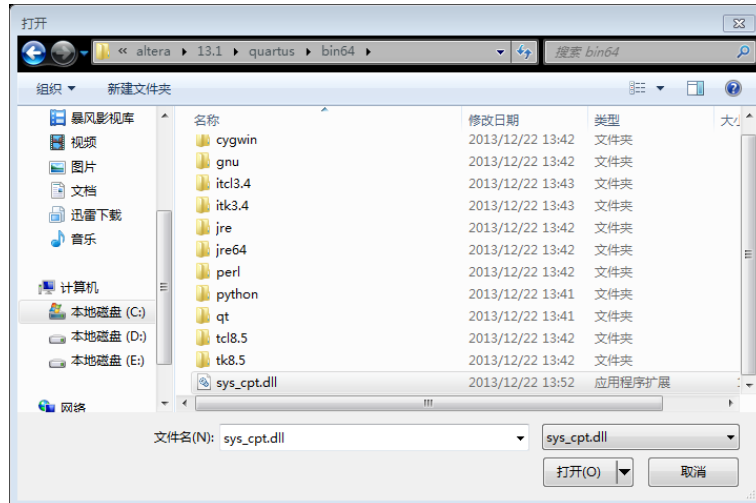 打开
« altera ▸ 13.1 ▸ quartus ▸ bin64 ▸
搜索 bin64
组织 新建文件夹
暴风影视库
视频
图片
文档
迅雷下载
音乐
计算机
本地磁盘 (C:)
本地磁盘 (D:)
本地磁盘 (E:)
网络
名称 修改日期 类型
cygwin 2013/12/22 13:42 文件夹
gnu 2013/12/22 13:42 文件夹
itcl3.4 2013/12/22 13:43 文件夹
itk3.4 2013/12/22 13:43 文件夹
jre 2013/12/22 13:42 文件夹
jre64 2013/12/22 13:42 文件夹
perl 2013/12/22 13:42 文件夹
python 2013/12/22 13:41 文件夹
qt 2013/12/22 13:41 文件夹
tcl8.5 2013/12/22 13:42 文件夹
tk8.5 2013/12/22 13:42 文件夹
sys_cpt.dll 2013/12/22 13:52 应用程序扩展
文件名(N): sys_cpt.dll sys_cpt.dll
打开(O) 取消